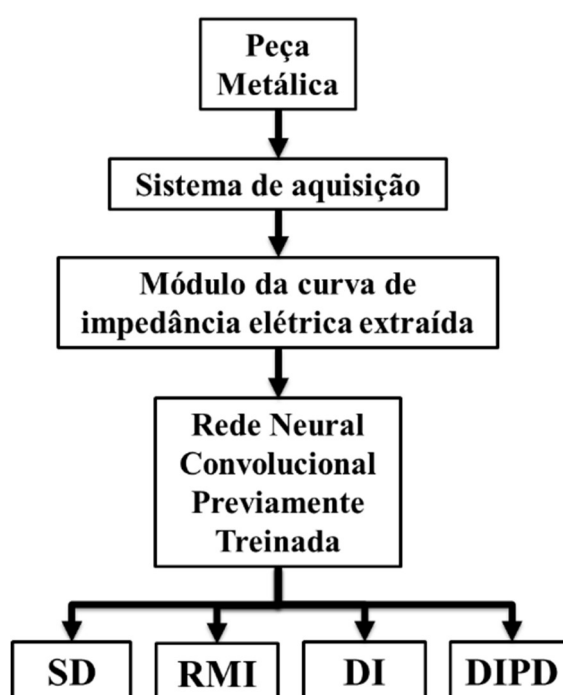 Peça
Metálica
Sistema de aquisição
Módulo da curva de
impedância elétrica extraída
Rede Neural
Convolucional
Previamente
Treinada
SD RMI DI DIPD